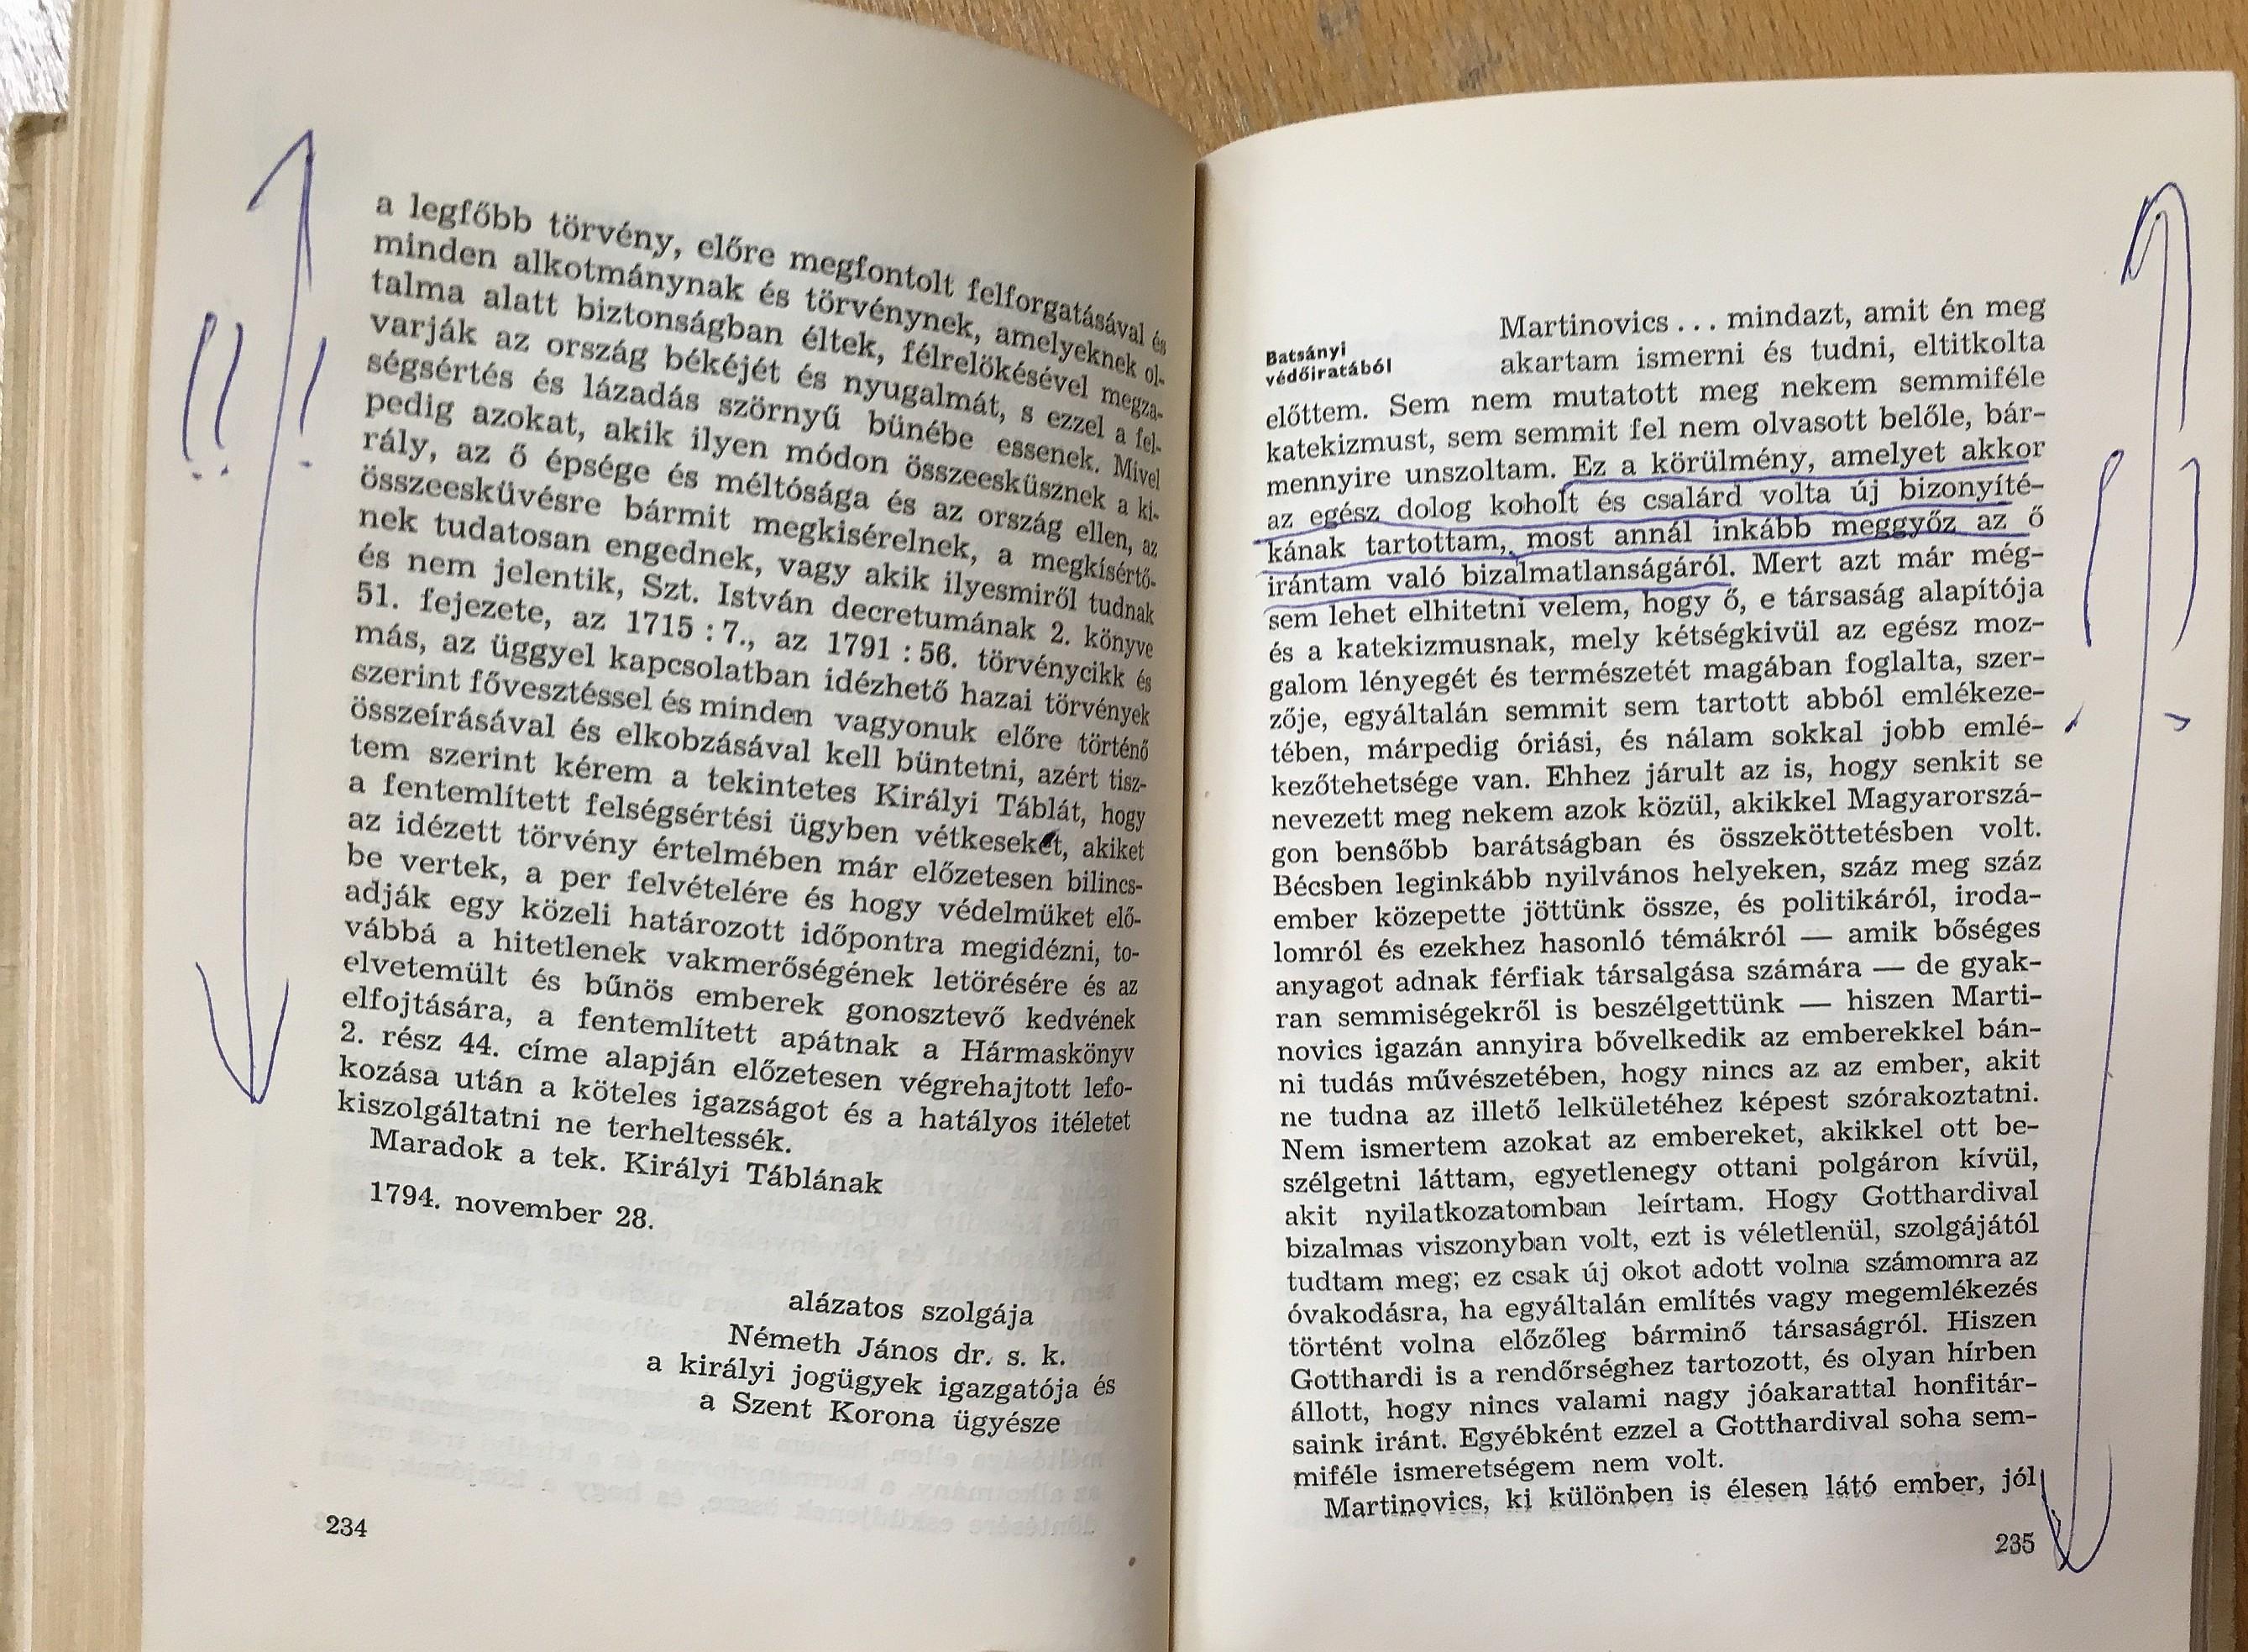 a legfőbb törvény, előre megfontolt felforgatásával és
minden alkotmánynak és törvénynek, amelyeknek ol-
talma alatt biztonságban éltek, félrelökésével megza-
varják az ország békéjét és nyugalmát, s ezzel a fel-
ségsértés és lázadás szörnyű bünébe essenek. Mivel
pedig azokat, akik ilyen módon összeesküsznek a ki-
rály, az ő épsége és méltósága és az ország ellen, az
összeesküvésre bármit megkisérelnek, a megkísértő-
nek tudatosan engednek, vagy akik ilyesmiről tudnak
és nem jelentik, Szt. István decretumának 2. könyve
51. fejezete, az 1715 : 7., az 1791 : 56. törvénycikk és
más, az üggyel kapcsolatban idézhető hazai törvények
szerint fővesztéssel és minden vagyonuk előre történő
összeírásával és elkobzásával kell büntetni, azért tisz-
tem szerint kérem a tekintetes Királyi Táblát, hogy
a fentemlített felségsértési ügyben vétkeseket, akiket
az idézett törvény értelmében már előzetesen bilincs-
be vertek, a per felvételére és hogy védelmüket elő-
adják egy közeli határozott időpontra megidézni, to-
vábbá a hitetlenek vakmerőségének letörésére és az
elvetemült és bűnös emberek gonosztevő kedvének
elfojtására, a fentemlített apátnak a Hármaskönyv
2. rész 44. címe alapján előzetesen végrehajtott lefo-
kozása után a köteles igazságot és a hatályos itéletet
kiszolgáltatni ne terheltessék.
Maradok a tek. Királyi Táblának
1794. november 28.
alázatos szolgája
Németh János dr. s. k.
a királyi jogügyek igazgatója és
a Szent Korona ügyésze
234
Batsányi
védőiratából
Martinovics . . . mindazt, amit én meg
akartam ismerni és tudni, eltitkolta
előttem. Sem nem mutatott meg nekem semmiféle
katekizmust, sem semmit fel nem olvasott belőle, bár-
mennyire unszoltam. Ez a körülmény, amelyet akkor
az egész dolog koholt és csalárd volta új bizonyíté-
kának tartottam, most annál inkább meggyőz az ő
irántam való bizalmatlanságáról. Mert azt már még-
sem lehet elhitetni velem, hogy ő, e társaság alapítója
és a katekizmusnak, mely kétségkivül az egész moz-
galom lényegét és természetét magában foglalta, szer-
zője, egyáltalán semmit sem tartott abból emlékeze-
tében, márpedig óriási, és nálam sokkal jobb emlé-
kezőtehetsége van. Ehhez járult az is, hogy senkit se
nevezett meg nekem azok közül, akikkel Magyarorszá-
gon bensőbb barátságban és összeköttetésben volt.
Bécsben leginkább nyilvános helyeken, száz meg száz
ember közepette jöttünk össze, és politikáról, iroda-
lomról és ezekhez hasonló témákról — amik bőséges
anyagot adnak férfiak társalgása számára — de gyak-
ran semmiségekről is beszélgettünk — hiszen Marti-
novics igazán annyira bővelkedik az emberekkel bán-
ni tudás művészetében, hogy nincs az az ember, akit
ne tudna az illető lelkületéhez képest szórakoztatni.
Nem ismertem azokat az embereket, akikkel ott be-
szélgetni láttam, egyetlenegy ottani polgáron kívül,
akit nyilatkozatomban leírtam. Hogy Gotthardival
bizalmas viszonyban volt, ezt is véletlenül, szolgájától
tudtam meg; ez csak új okot adott volna számomra az
óvakodásra, ha egyáltalán említés vagy megemlékezés
történt volna előzőleg bárminő társaságról. Hiszen
Gotthardi is a rendőrséghez tartozott, és olyan hírben
állott, hogy nincs valami nagy jóakarattal honfitár-
saink iránt. Egyébként ezzel a Gotthardival soha sem-
miféle ismeretségem nem volt.
Martinovics, ki különben is élesen látó ember, jól
235